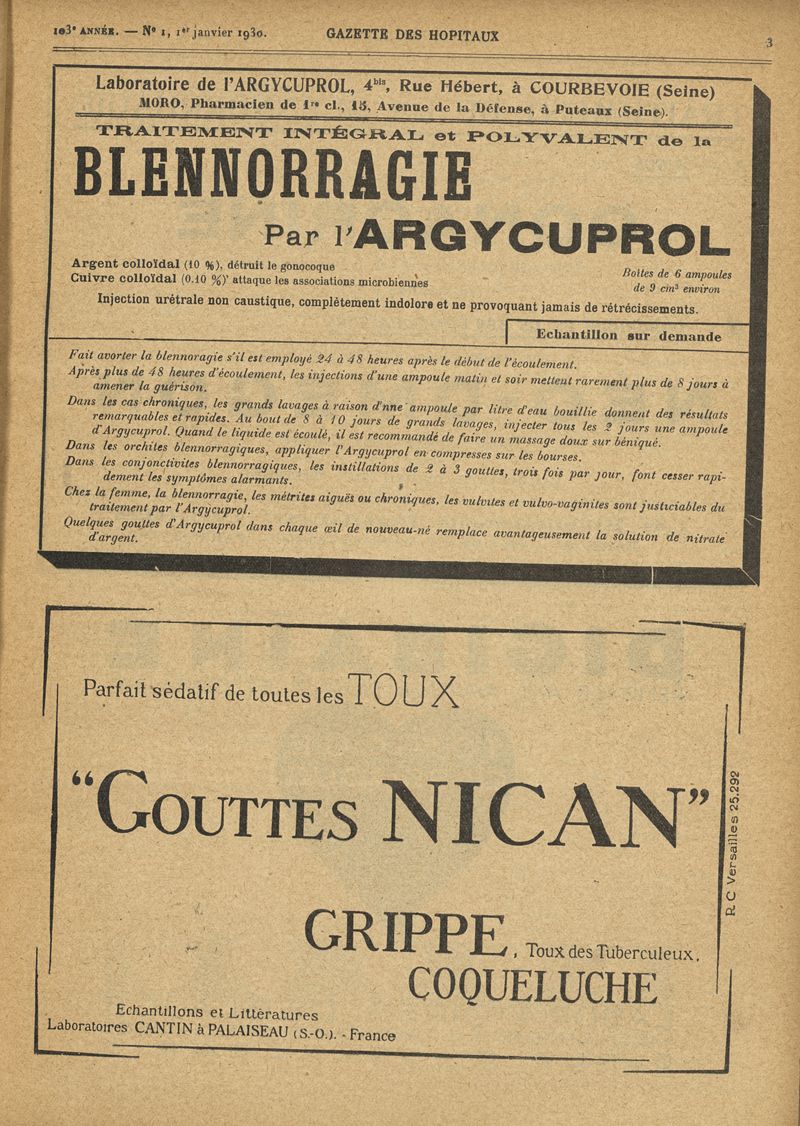 103e ANNÉE. — No 1, 1er janvier 1930.
GAZETTE DES HOPITAUX
3
Laboratoire de l'ARGYCUPROL, 4bis, Rue Hébert, à COURBEVOIE (Seine)
MORO, Pharmacien de 1re cl., 15, Avenue de la Défense, à Puteaux (Seine).
TRAITEMENT INTÉGRAL et POLYVALENT de la
BLENNORRAGIE
Par l'ARGYCUPROL
Argent colloïdal (10 %), détruit le gonocoque
Cuivre colloïdal (0.10 %)' attaque les associations microbiennes
Boîtes de 6 ampoules
de 9 cm3 environ
Injection urétrale non caustique, complètement indolore et ne provoquant jamais de rétrécissements.
Echantillon sur demande
Fait avorter la blennoragie s'il est employé 24 à 48 heures après le début de l'écoulement.
Après plus de 48 heures d'écoulement, les injections d'une ampoule matin et soir mettent rarement plus de 8 jours à
amener la guérison.
Dans les cas chroniques, les grands lavages à raison d'nne ampoule par litre d'eau bouillie donnent des résultats
remarquables et rapides. Au bout de 8 à 10 jours de grands lavages, injecter tous les 2 jours une ampoule
d'Argycuprol. Quand le liquide est écoulé, il est recommandé de faire un massage doux sur béniqué.
Dans les orchites blennorragiques, appliquer l'Argycuprol en compresses sur les bourses.
Dans les conjonctivites blennorragiques, les instillations de 2 à 3 gouttes, trois fois par jour, font cesser rapi-
dement les symptômes alarmants.
Chez la femme, la blennorragie, les métrites aiguës ou chroniques, les vulvites et vulvo-vaginites sont justiciables du
traitement par l'Argycuprol.
Quelques gouttes d'Argycuprol dans chaque œil de nouveau-né remplace avantageusement la solution de nitrate
d'argent.
Parfait sédatif de toutes les TOUX
"GOUTTES NICAN"
GRIPPE, Toux des Tuberculeux,
COQUELUCHE
Echantillons et Littératures
Laboratoires CANTIN à PALAISEAU (S.-O.). - France
R.C Versailles 25.292